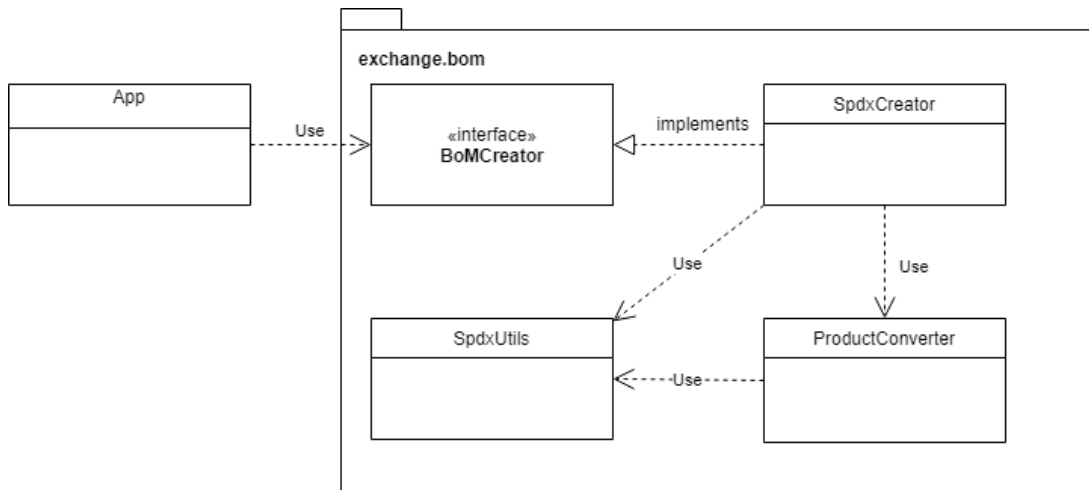 exchange.bom
App
Use
«interface»
BoMCreator
implements
SpdxCreator
Use
Use
SpdxUtils
Use
ProductConverter